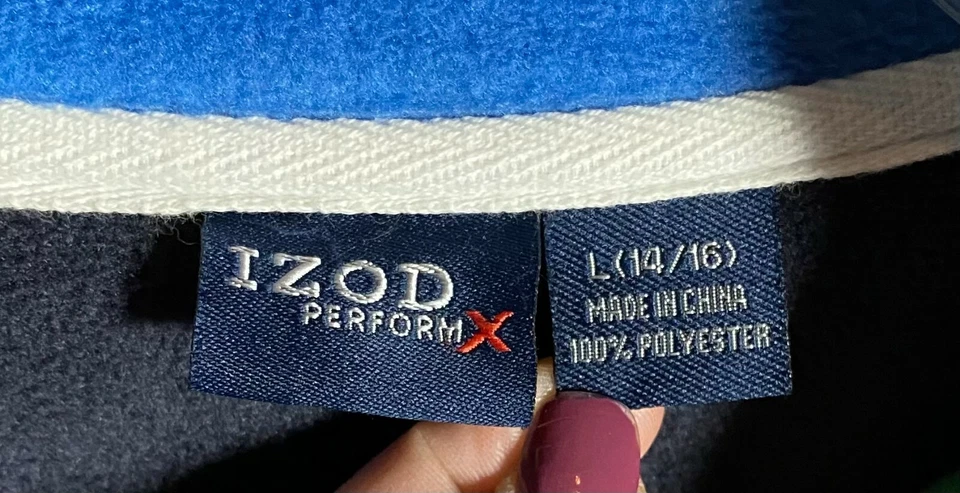 IZOD
PERFORMX
L(14/16)
MADE IN CHINA
100% POLYESTER